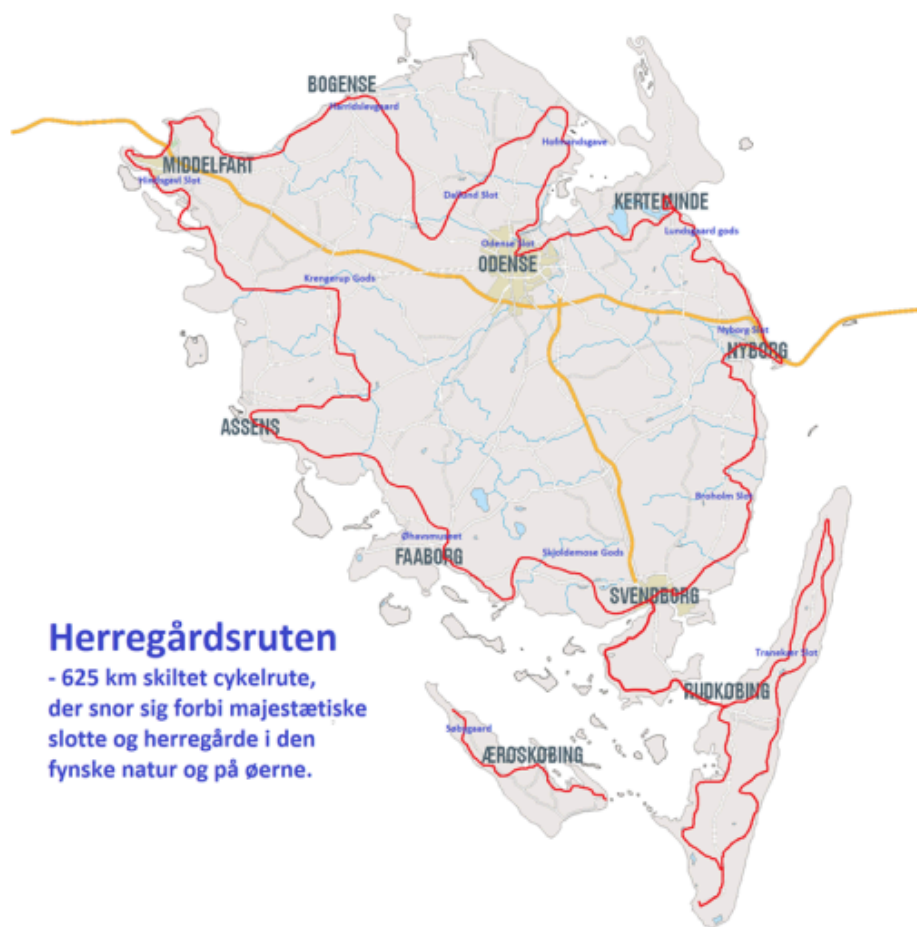 BOGENSE
Harridslevgaard
Hofmandsgave
MIDDELFART
Hindsgavl Slot
Dallund Slot
KERTEMINDE
Lundsgaard gods
Odense Slot
ODENSE
Krengerup Gods
Nyborg Slot
NYBORG
ASSENS
Broholm Slot
Øhavsmuseet
FAABORG
Skjoldemose Gods
SVENDBORG
Herregårdsruten
- 625 km skiltet cykelrute,
der snor sig forbi majestætiske
slotte og herregårde i den
fynske natur og på øerne.
Tranekær Slot
RUDKØBING
Søbygaard
ÆRØSKØBING